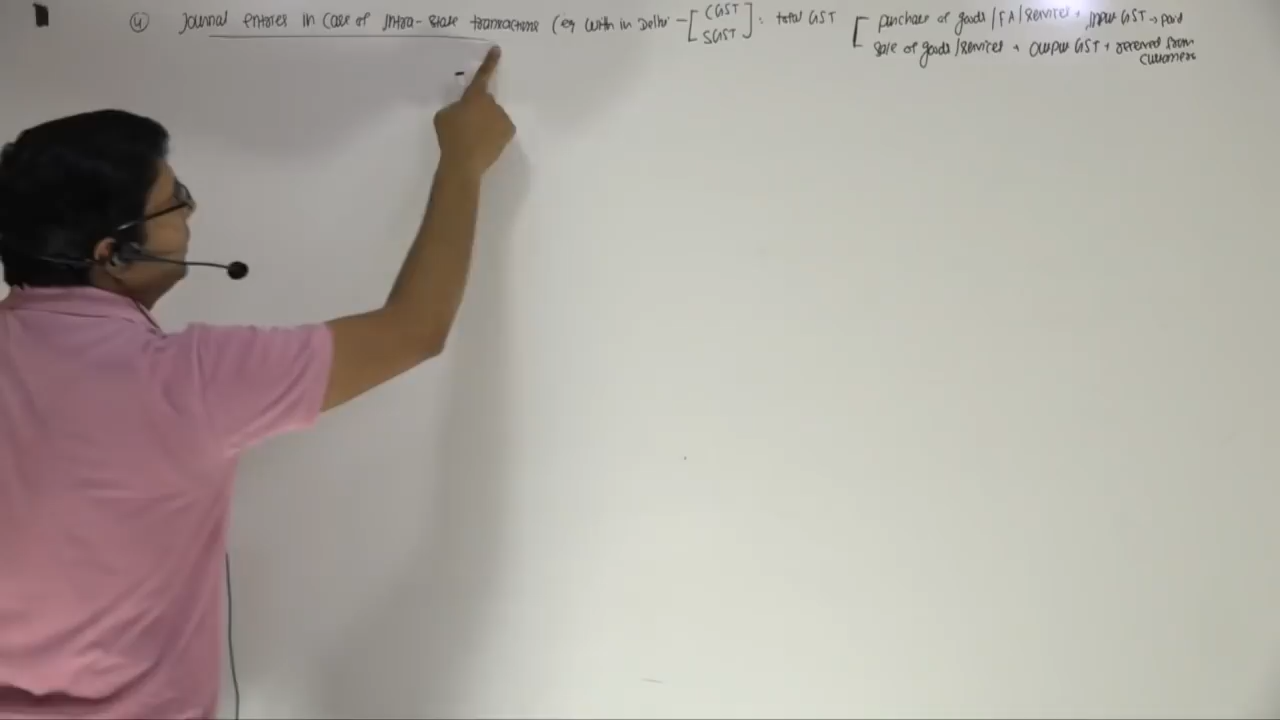 ④ Journal entries in case of Intra-State transactions (eg within Delhi - [CGST SGST] : total GST
[ purchase of goods/FA/Services + Input GST → paid
sale of goods/services + Output GST + received from customers